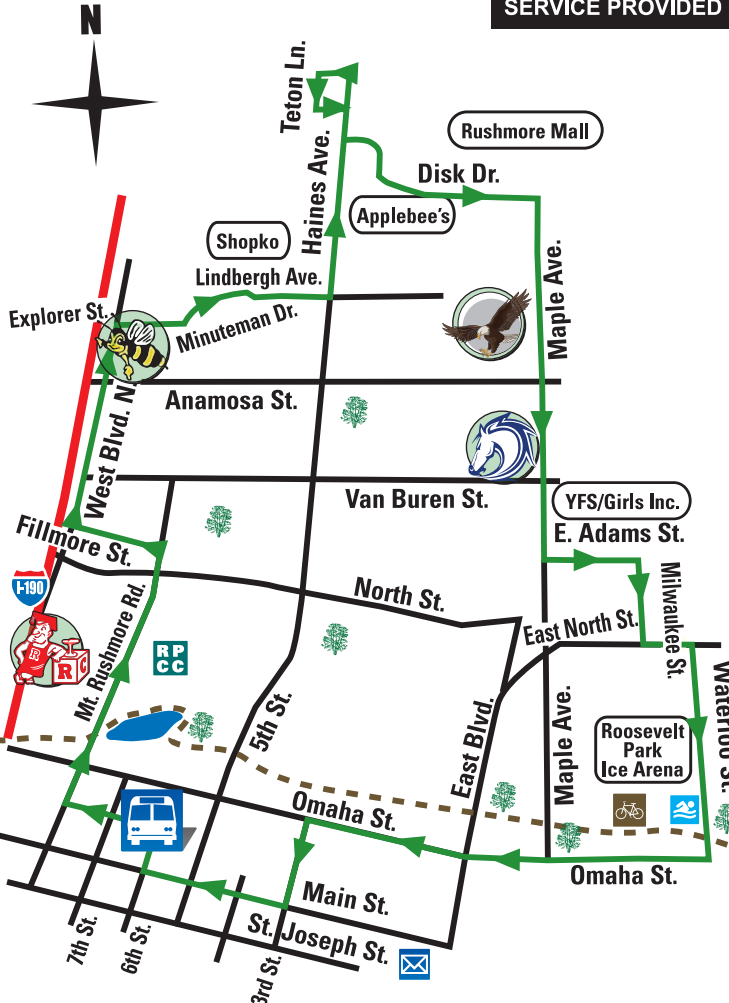 SERVICE PROVIDED
N
Teton Ln.
Rushmore Mall
Haines Ave.
Disk Dr.
Applebee's
Shopko
Lindbergh Ave.
Maple Ave.
Explorer St.
Minuteman Dr.
West Blvd. N.
Anamosa St.
Van Buren St.
YFS/Girls Inc.
E. Adams St.
Fillmore St.
I-190
North St.
Milwaukee St.
East North St.
Mt. Rushmore Rd.
R
R C
RP
CC
5th St.
East Blvd.
Maple Ave.
Waterloo St.
Roosevelt
Park
Ice Arena
Omaha St.
Omaha St.
Main St.
St. Joseph St.
7th St.
6th St.
3rd St.